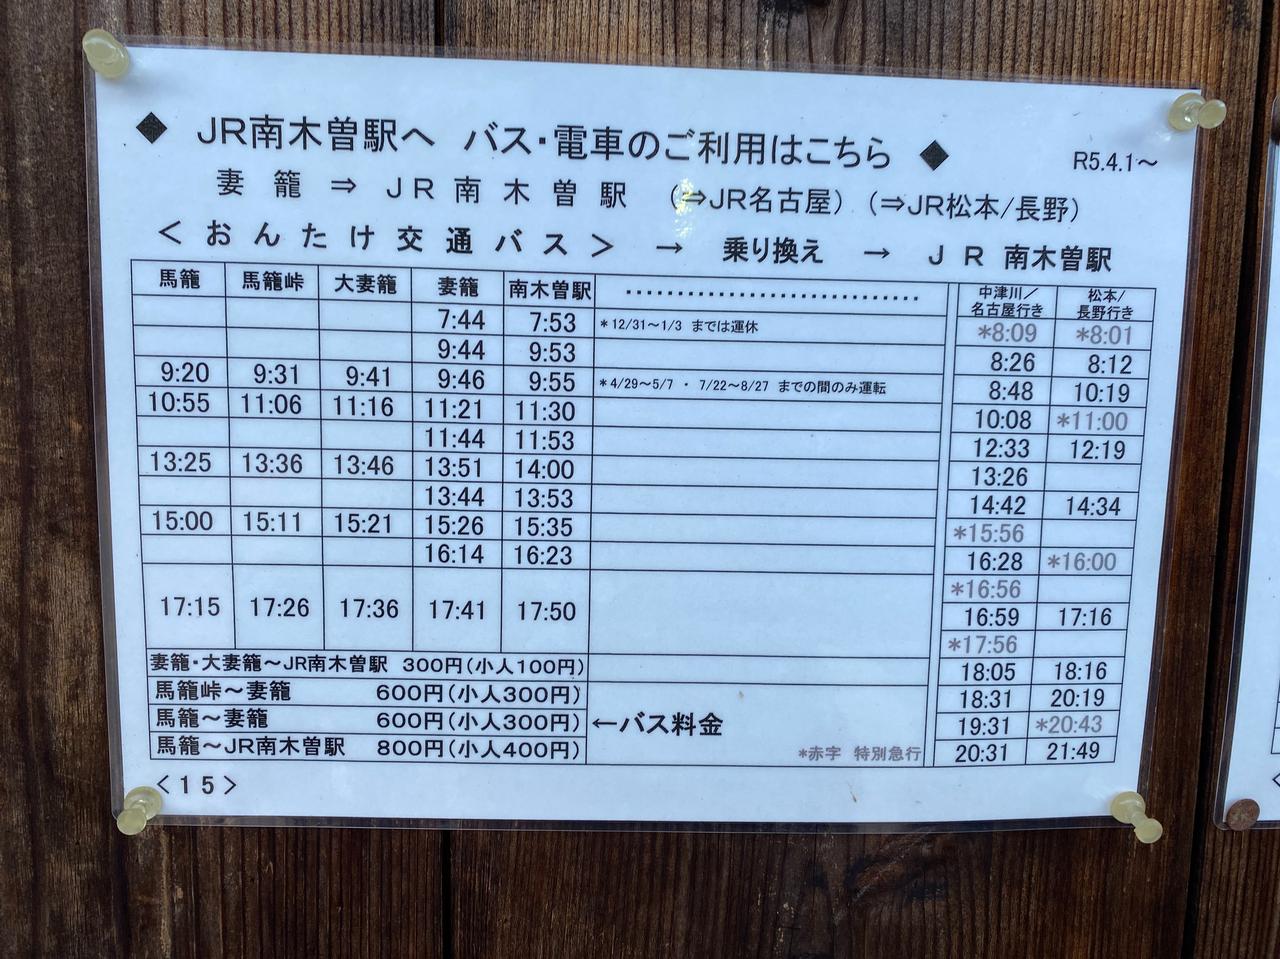 ◆ JR南木曽駅へ バス・電車のご利用はこちら ◆ R5.4.1～
妻籠 ⇒ JR南木曽駅 (⇒JR名古屋) (⇒JR松本/長野)
＜おんたけ交通バス＞ → 乗り換え → JR南木曽駅
馬籠 馬籠峠 大妻籠 妻籠 南木曽駅 ‥‥‥‥‥‥‥‥‥‥‥‥‥‥‥ 中津川／名古屋行き 松本/長野行き
7:44 7:53 *12/31～1/3 までは運休 *8:09 *8:01
9:44 9:53 8:26 8:12
9:20 9:31 9:41 9:46 9:55 *4/29～5/7 ・ 7/22～8/27 までの間のみ運転 8:48 10:19
10:55 11:06 11:16 11:21 11:30 10:08 *11:00
11:44 11:53 12:33 12:19
13:25 13:36 13:46 13:51 14:00 13:26
13:44 13:53 14:42 14:34
15:00 15:11 15:21 15:26 15:35 *15:56
16:14 16:23 16:28 *16:00
*16:56
17:15 17:26 17:36 17:41 17:50 16:59 17:16
*17:56
妻籠・大妻籠～JR南木曽駅 300円(小人100円) 18:05 18:16
馬籠峠～妻籠 600円(小人300円) 18:31 20:19
馬籠～妻籠 600円(小人300円) ←バス料金 19:31 *20:43
馬籠～JR南木曽駅 800円(小人400円) *赤字 特別急行 20:31 21:49
＜15＞